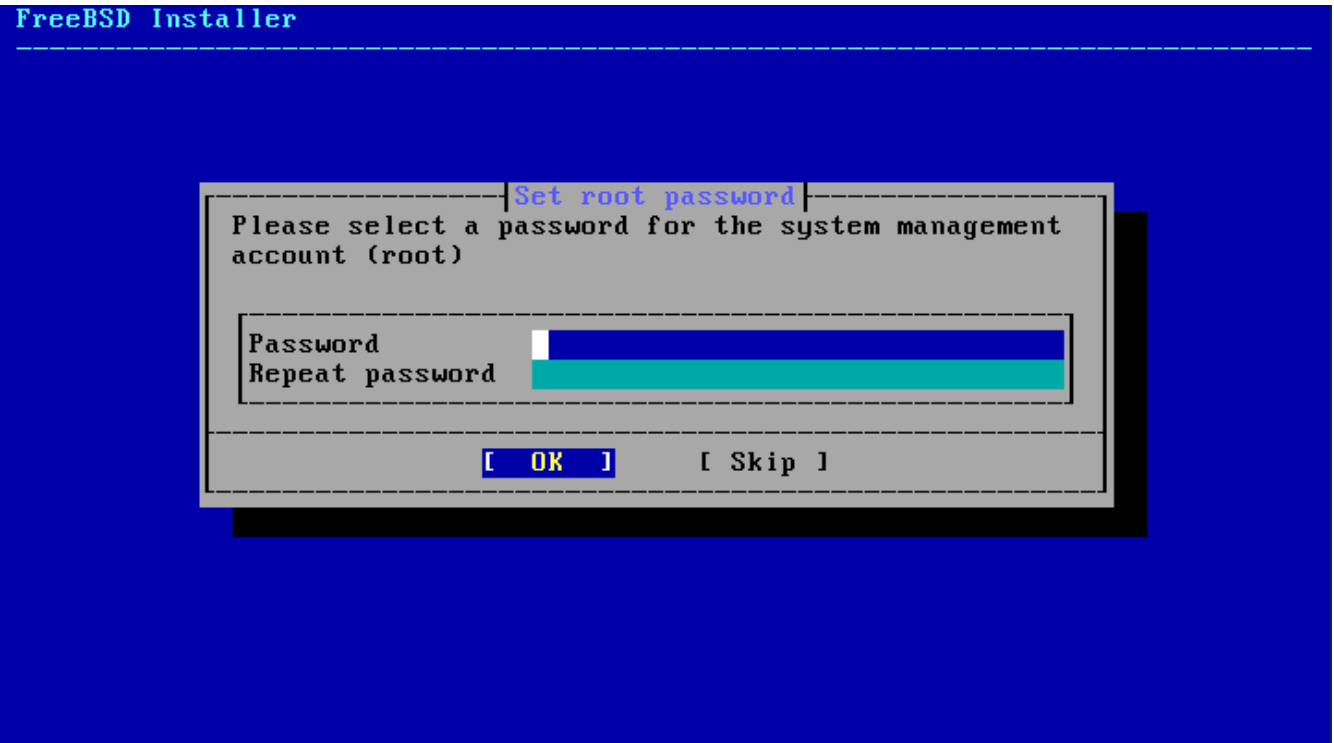 FreeBSD Installer
Set root password
Please select a password for the system management
account (root)
Password
Repeat password
[ OK ] [ Skip ]